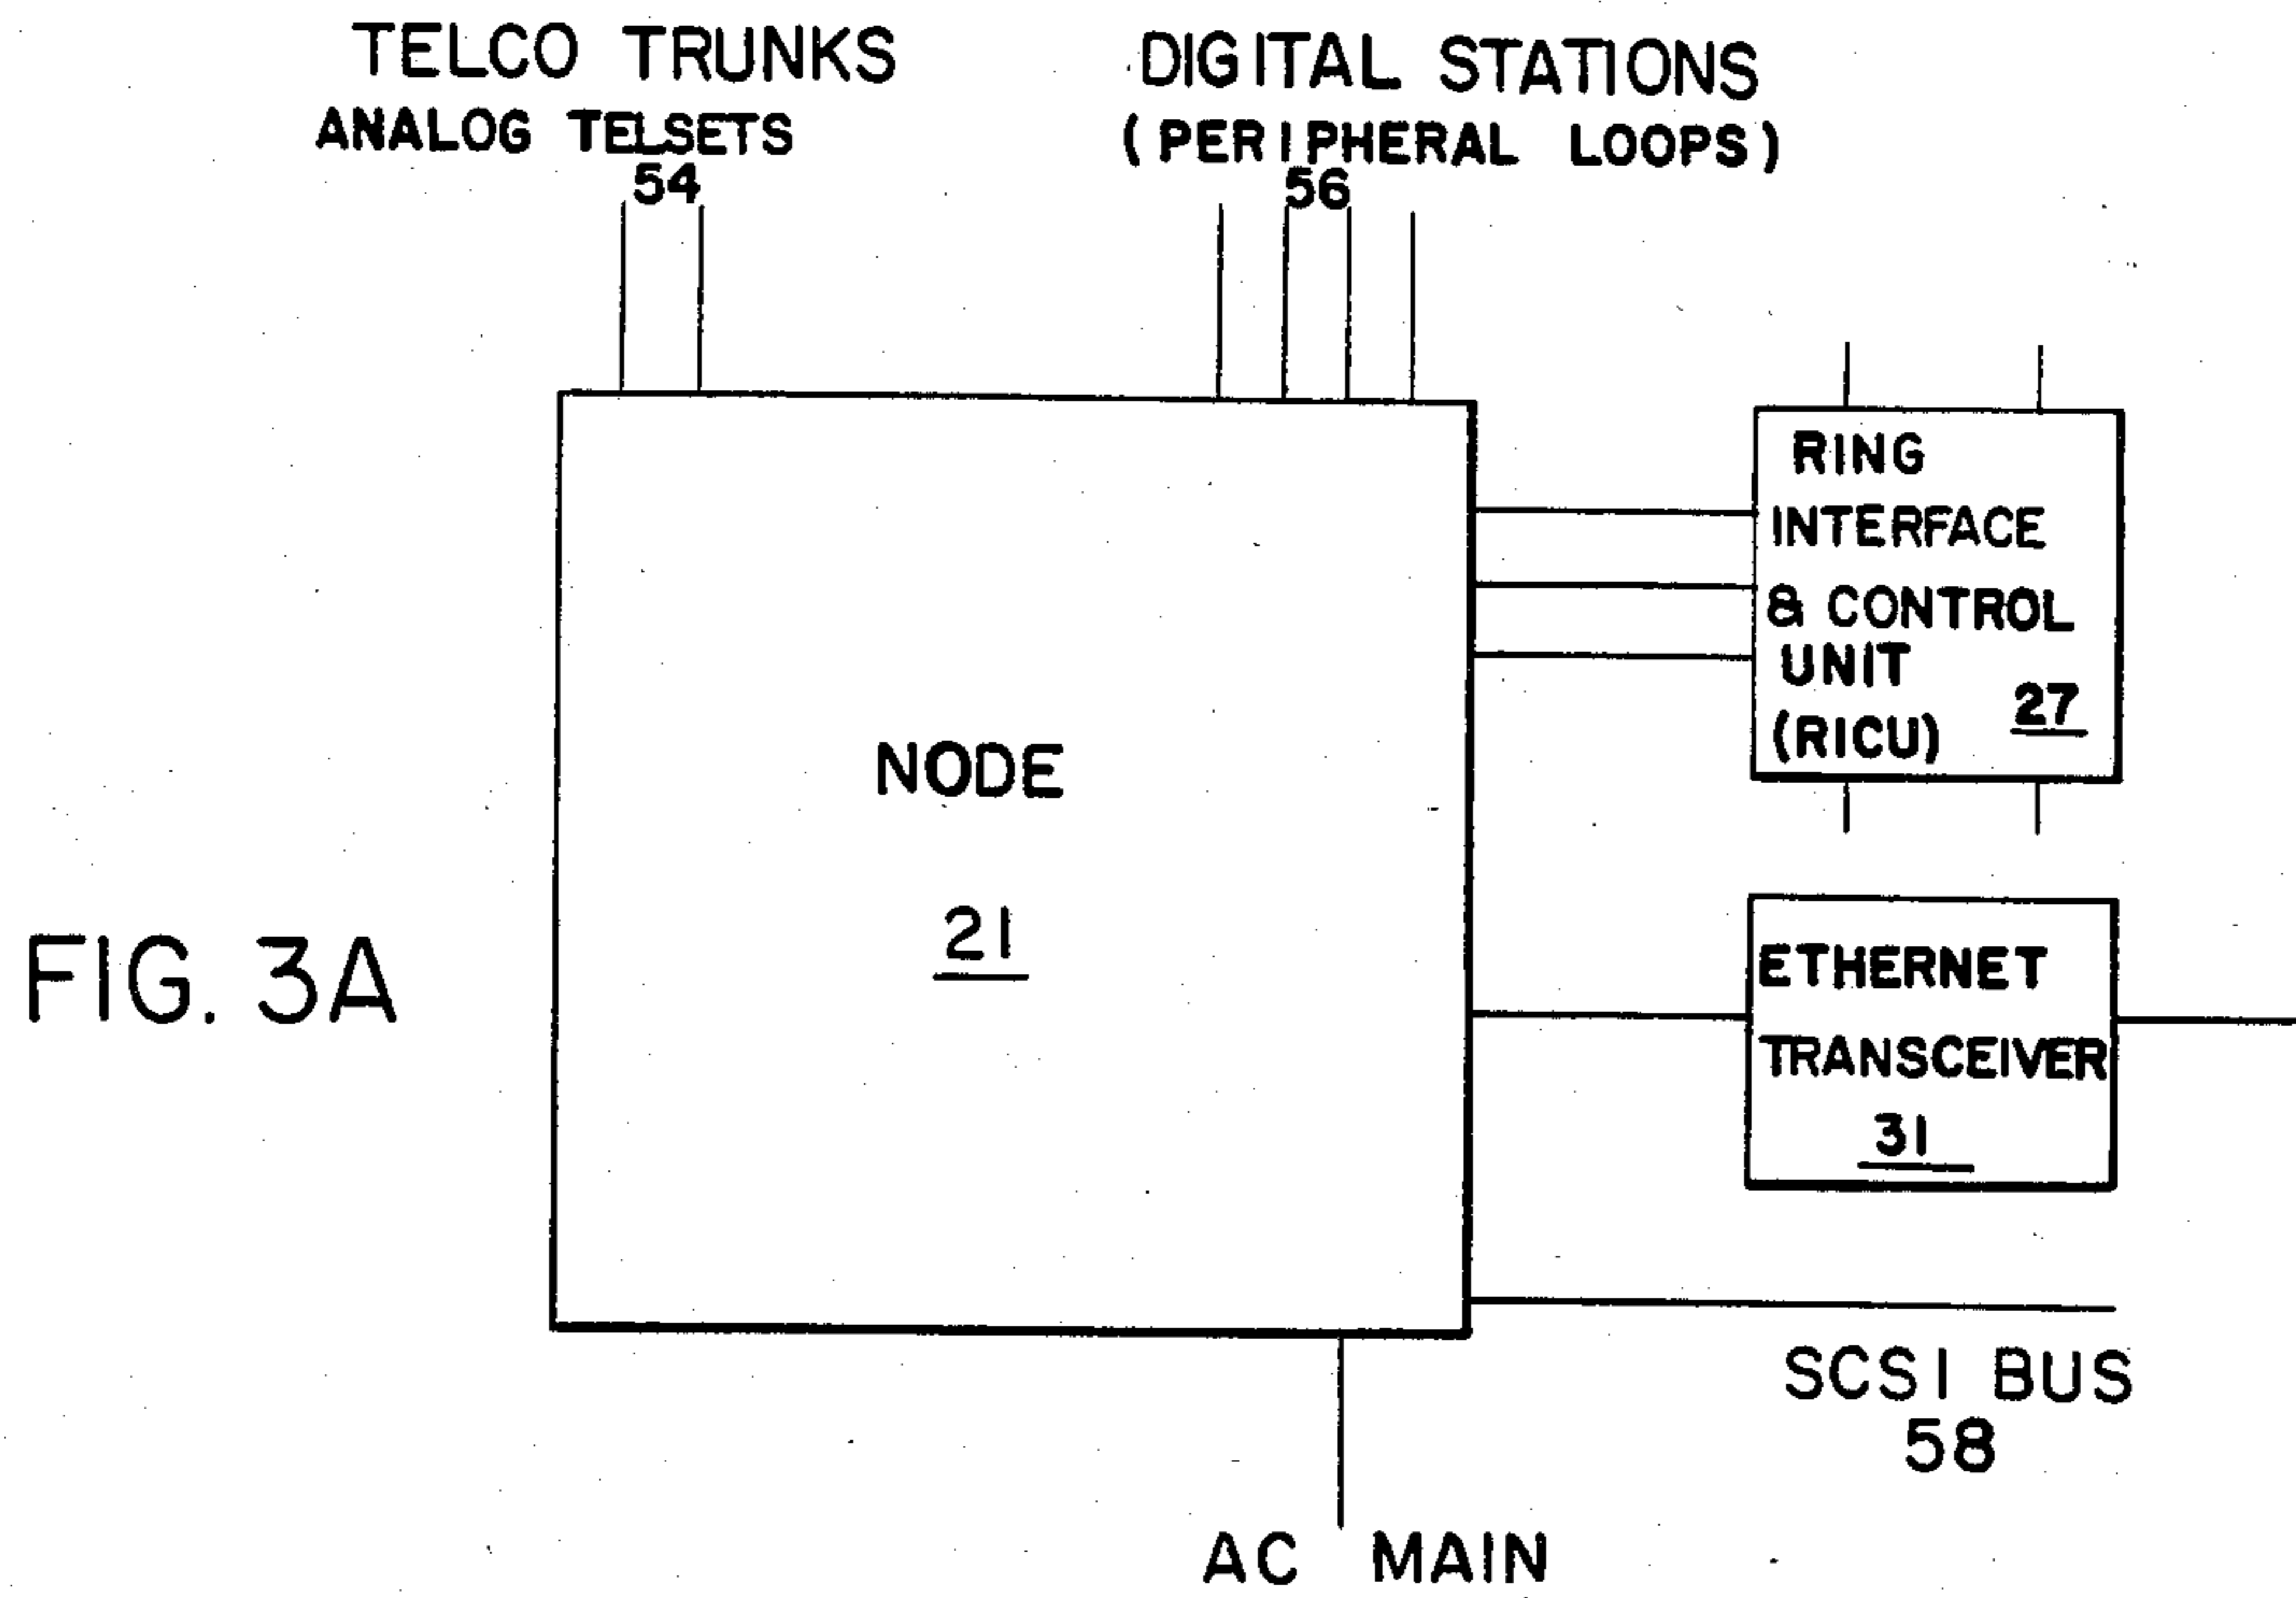 TELCO TRUNKS
ANALOG TELSETS
54
DIGITAL STATIONS
(PERIPHERAL LOOPS)
56
RING
INTERFACE
& CONTROL
UNIT
(RICU) 27
NODE
21
FIG. 3A
ETHERNET
TRANSCEIVER
31
SCSI BUS
58
AC MAIN